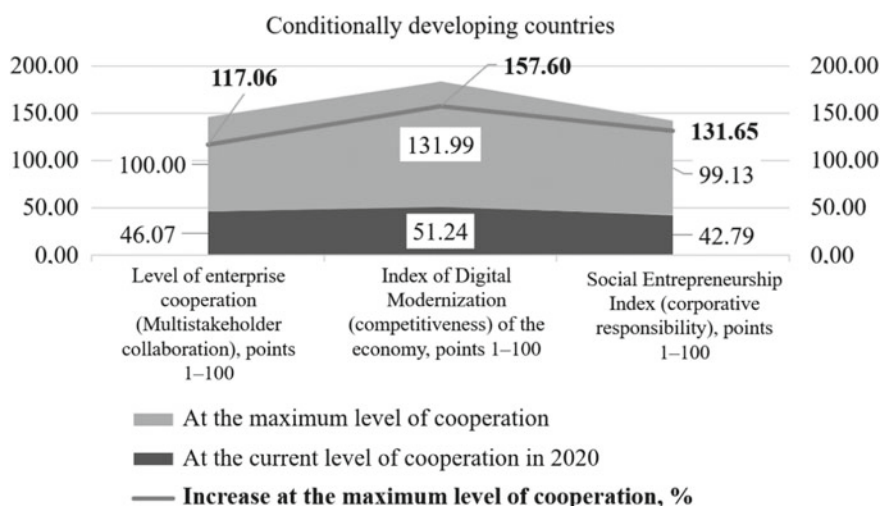 Conditionally developing countries
200.00
150.00
100.00
50.00
0.00
117.06
157.60
131.65
100.00
131.99
99.13
46.07
51.24
42.79
200.00
150.00
100.00
50.00
0.00
Level of enterprise
cooperation
(Multistakeholder
collaboration), points
1–100
Index of Digital
Modernization
(competitiveness) of the
economy, points 1–100
Social Entrepreneurship
Index (corporative
responsibility), points
1–100
At the maximum level of cooperation
At the current level of cooperation in 2020
Increase at the maximum level of cooperation, %